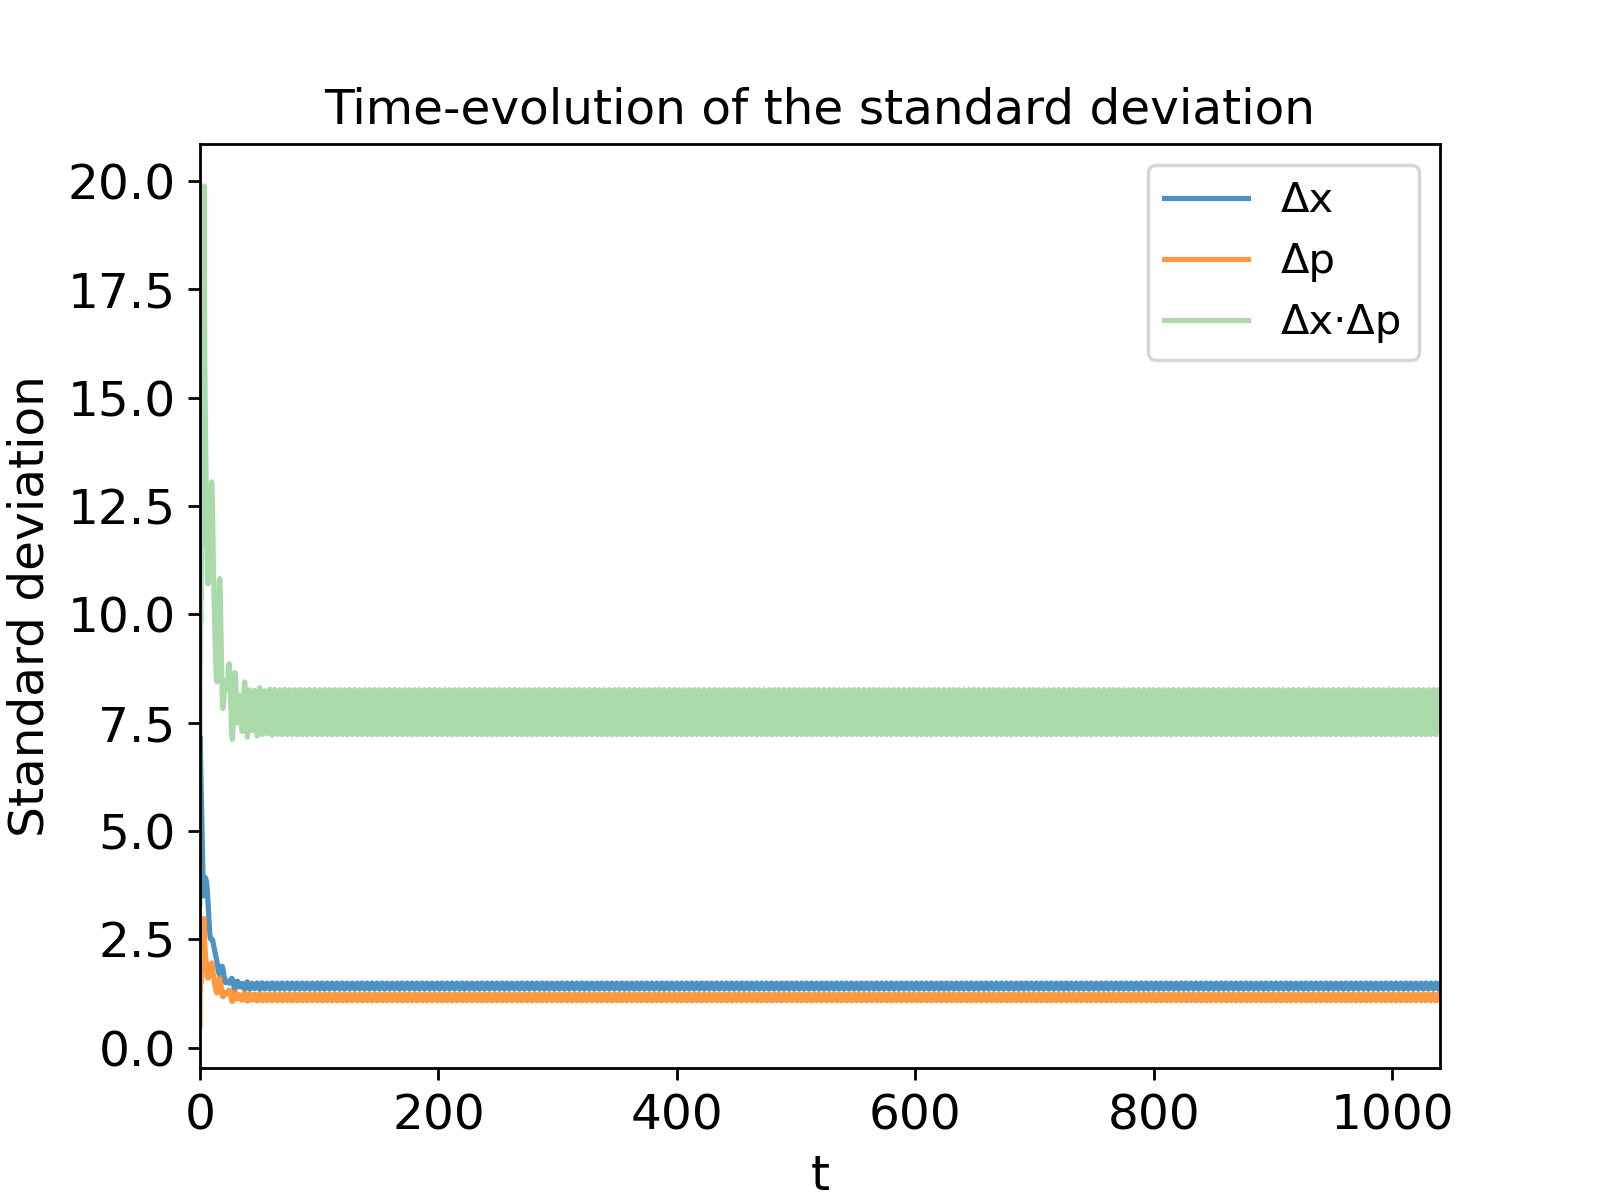 Time-evolution of the standard deviation
Standard deviation
20.0
17.5
15.0
12.5
10.0
7.5
5.0
2.5
0.0
Δx
Δp
Δx·Δp
0 200 400 600 800 1000
t